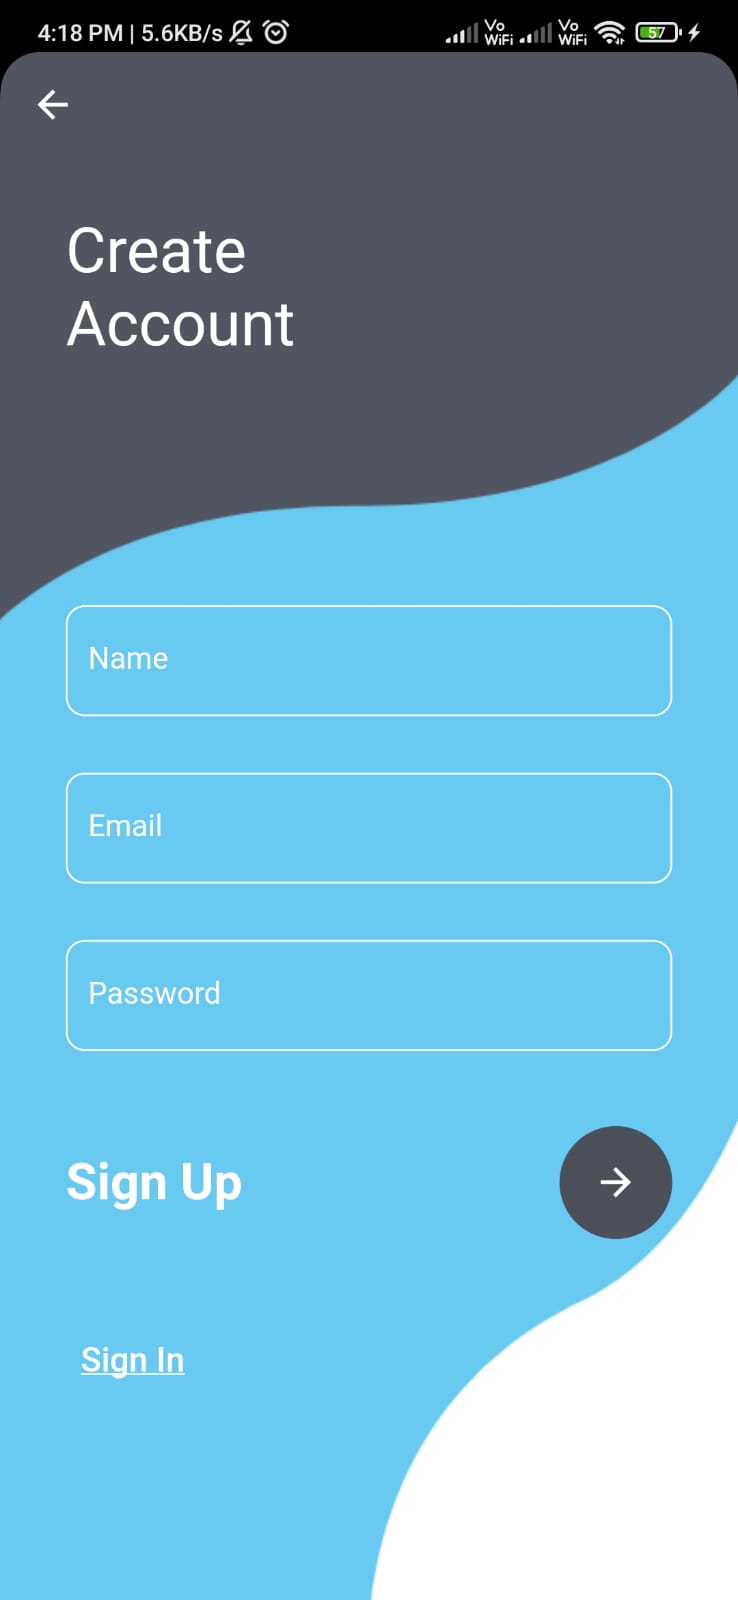 4:18 PM | 5.6KB/s Vo WiFi Vo WiFi 57
Create
Account
Name
Email
Password
Sign Up
Sign In